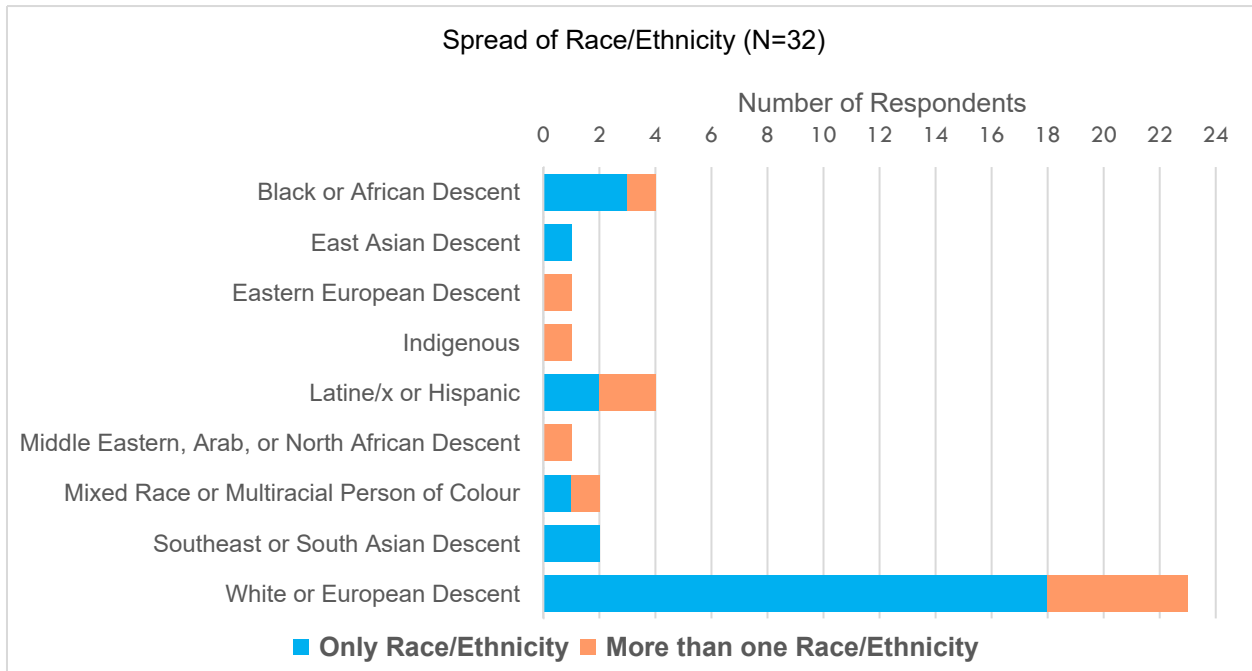 Spread of Race/Ethnicity (N=32)
Number of Respondents
0 2 4 6 8 10 12 14 16 18 20 22 24
Black or African Descent
East Asian Descent
Eastern European Descent
Indigenous
Latine/x or Hispanic
Middle Eastern, Arab, or North African Descent
Mixed Race or Multiracial Person of Colour
Southeast or South Asian Descent
White or European Descent
Only Race/Ethnicity More than one Race/Ethnicity